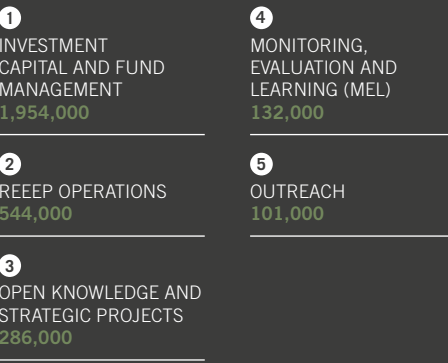 1
INVESTMENT
CAPITAL AND FUND
MANAGEMENT
1,954,000
2
REEEP OPERATIONS
544,000
3
OPEN KNOWLEDGE AND
STRATEGIC PROJECTS
286,000
4
MONITORING,
EVALUATION AND
LEARNING (MEL)
132,000
5
OUTREACH
101,000